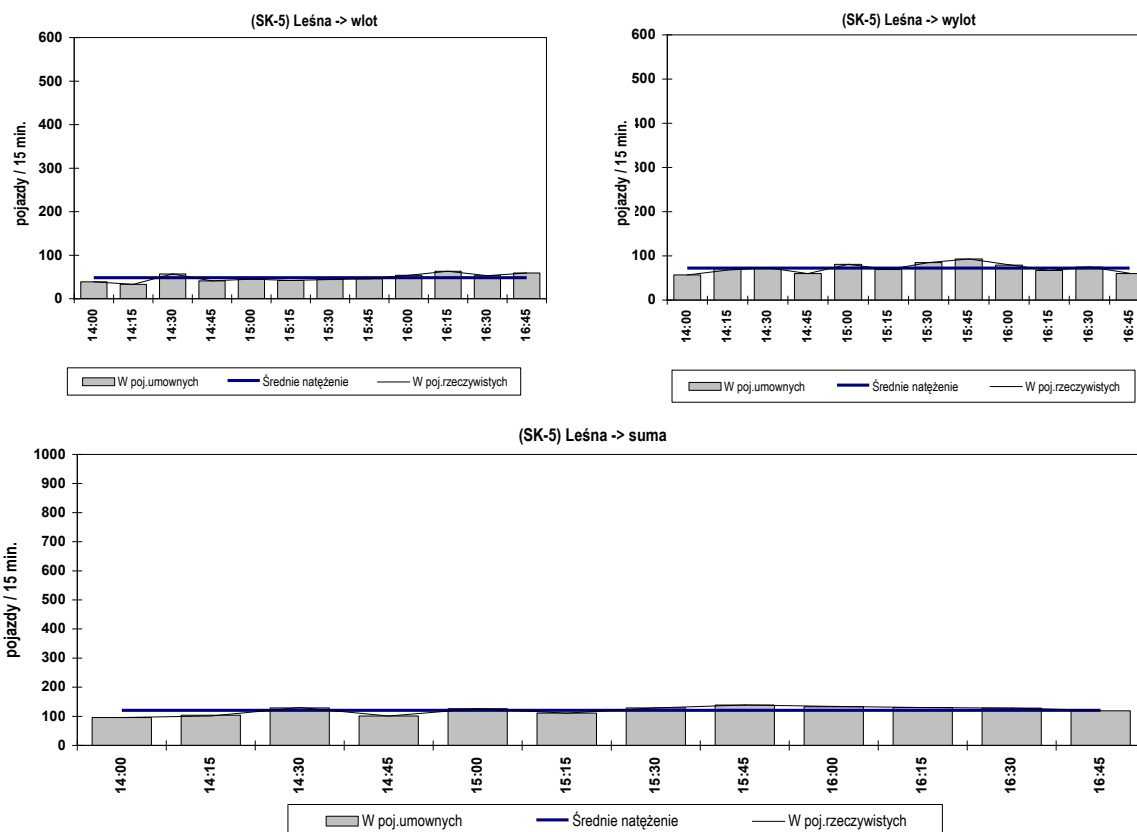 (SK-5) Leśna -> wlot
600
500
400
300
200
100
0
pojazdy / 15 min.
14:00 14:15 14:30 14:45 15:00 15:15 15:30 15:45 16:00 16:15 16:30 16:45
W poj.umownych Średnie natężenie W poj.rzeczywistych
(SK-5) Leśna -> wylot
600
500
400
300
200
100
0
pojazdy / 15 min.
14:00 14:15 14:30 14:45 15:00 15:15 15:30 15:45 16:00 16:15 16:30 16:45
W poj.umownych Średnie natężenie W poj.rzeczywistych
(SK-5) Leśna -> suma
1000
900
800
700
600
500
400
300
200
100
0
pojazdy / 15 min.
14:00 14:15 14:30 14:45 15:00 15:15 15:30 15:45 16:00 16:15 16:30 16:45
W poj.umownych Średnie natężenie W poj.rzeczywistych